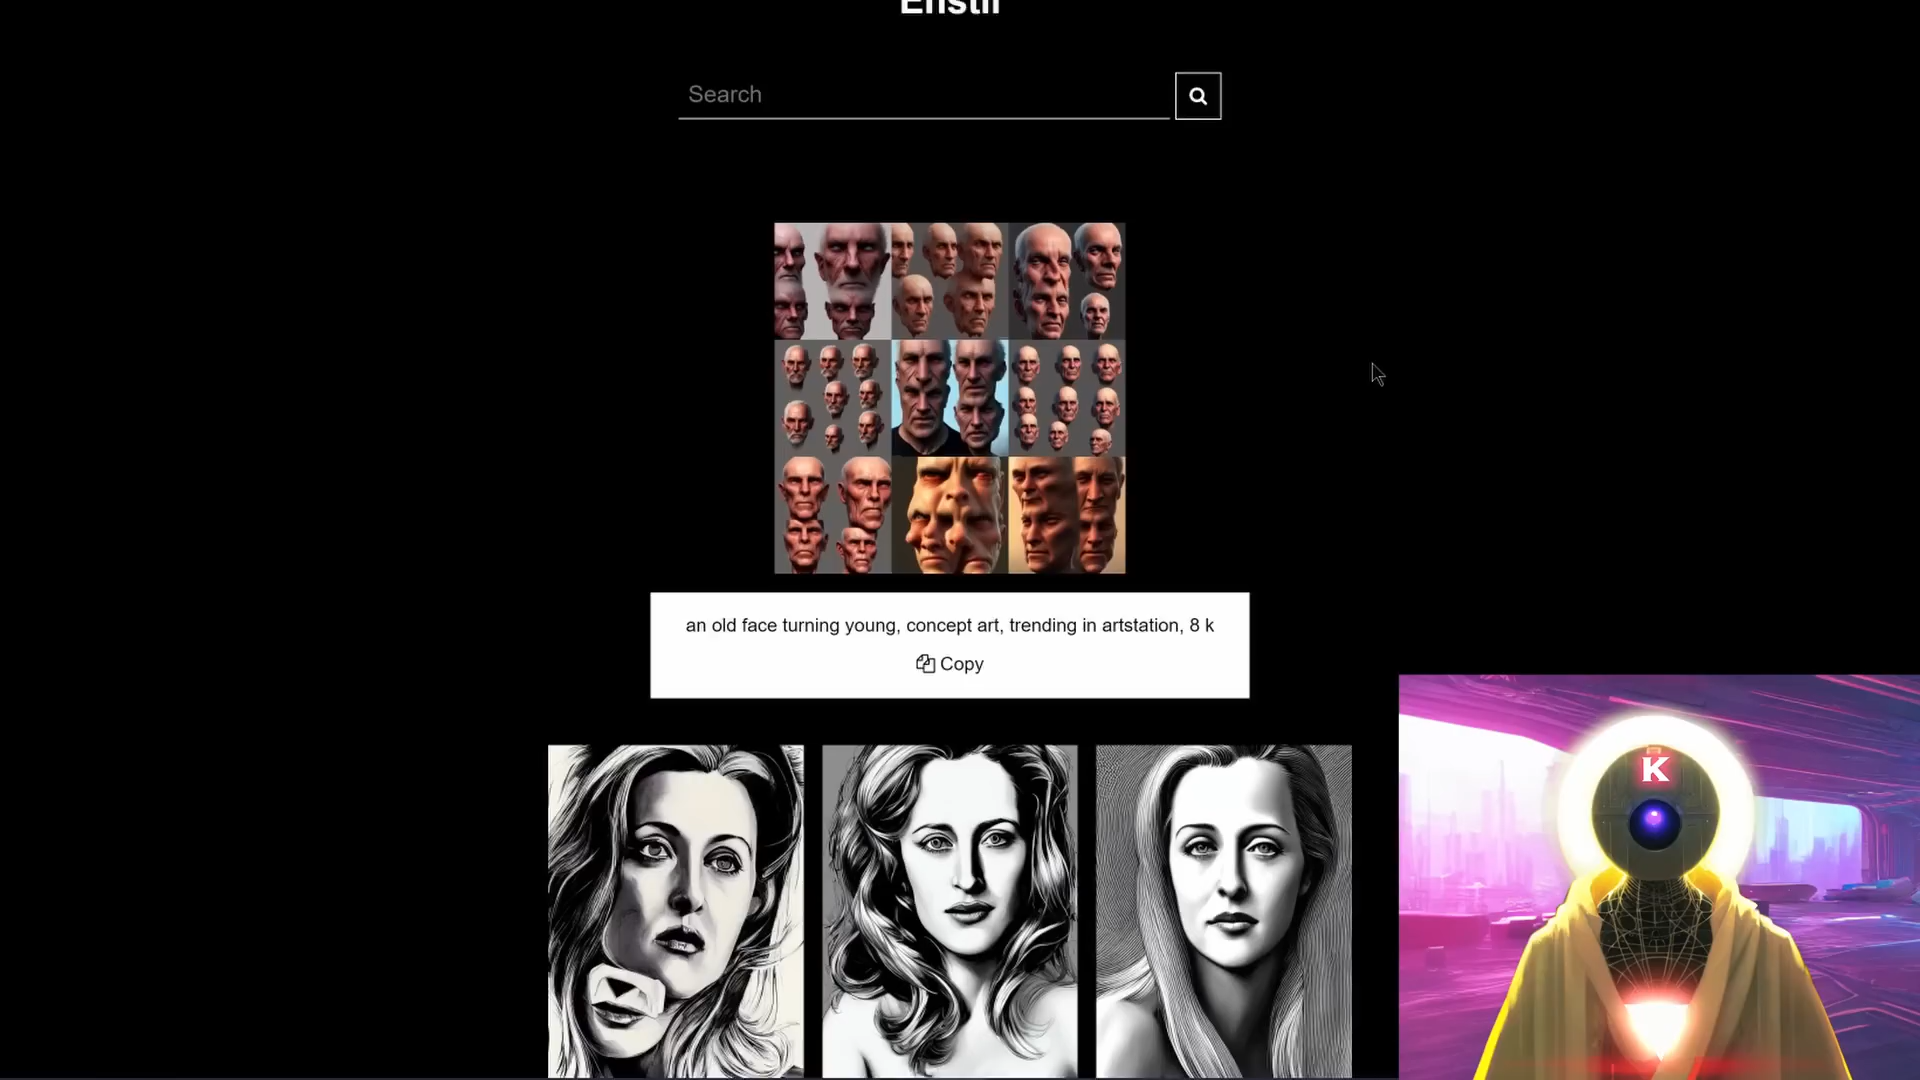 Search
an old face turning young, concept art, trending in artstation, 8 k
Copy
K